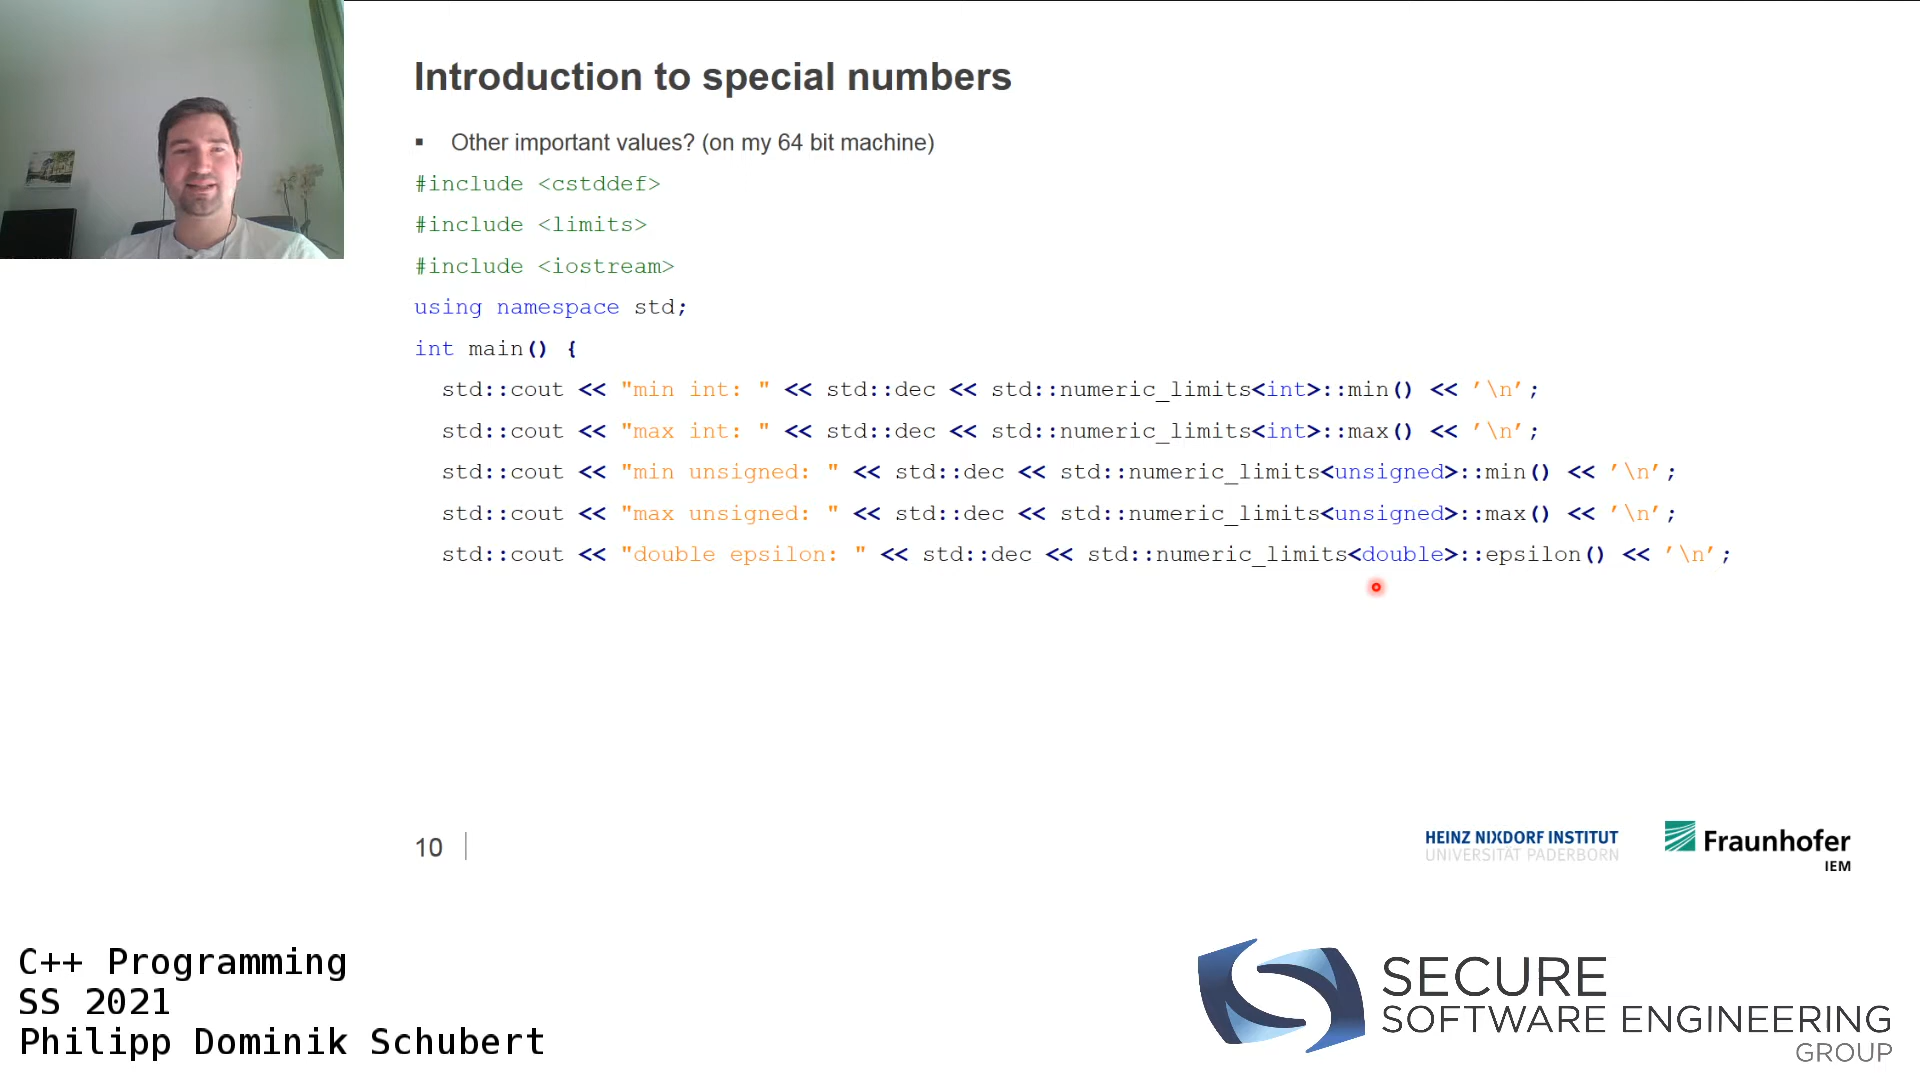 Introduction to special numbers
▪ Other important values? (on my 64 bit machine)
#include <cstddef>
#include <limits>
#include <iostream>
using namespace std;
int main() {
std::cout << "min int: " << std::dec << std::numeric_limits<int>::min() << '\n';
std::cout << "max int: " << std::dec << std::numeric_limits<int>::max() << '\n';
std::cout << "min unsigned: " << std::dec << std::numeric_limits<unsigned>::min() << '\n';
std::cout << "max unsigned: " << std::dec << std::numeric_limits<unsigned>::max() << '\n';
std::cout << "double epsilon: " << std::dec << std::numeric_limits<double>::epsilon() << '\n';
10
HEINZ NIXDORF INSTITUT
UNIVERSITÄT PADERBORN
Fraunhofer
IEM
C++ Programming
SS 2021
Philipp Dominik Schubert
SECURE
SOFTWARE ENGINEERING
GROUP